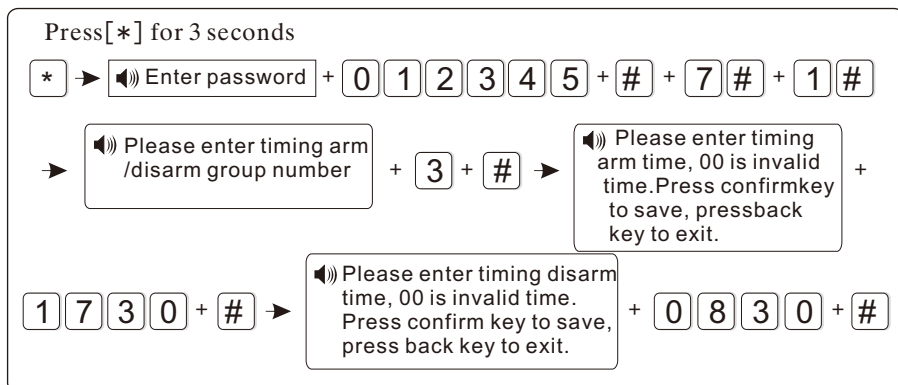 Press[*] for 3 seconds
* Enter password + 0 1 2 3 4 5 + # + 7 # + 1 #
Please enter timing arm
/disarm group number
+ 3 + #
Please enter timing
arm time, 00 is invalid
time.Press confirmkey
to save, pressback
key to exit.
+
1 7 3 0 + #
Please enter timing disarm
time, 00 is invalid time.
Press confirm key to save,
press back key to exit.
+ 0 8 3 0 + #